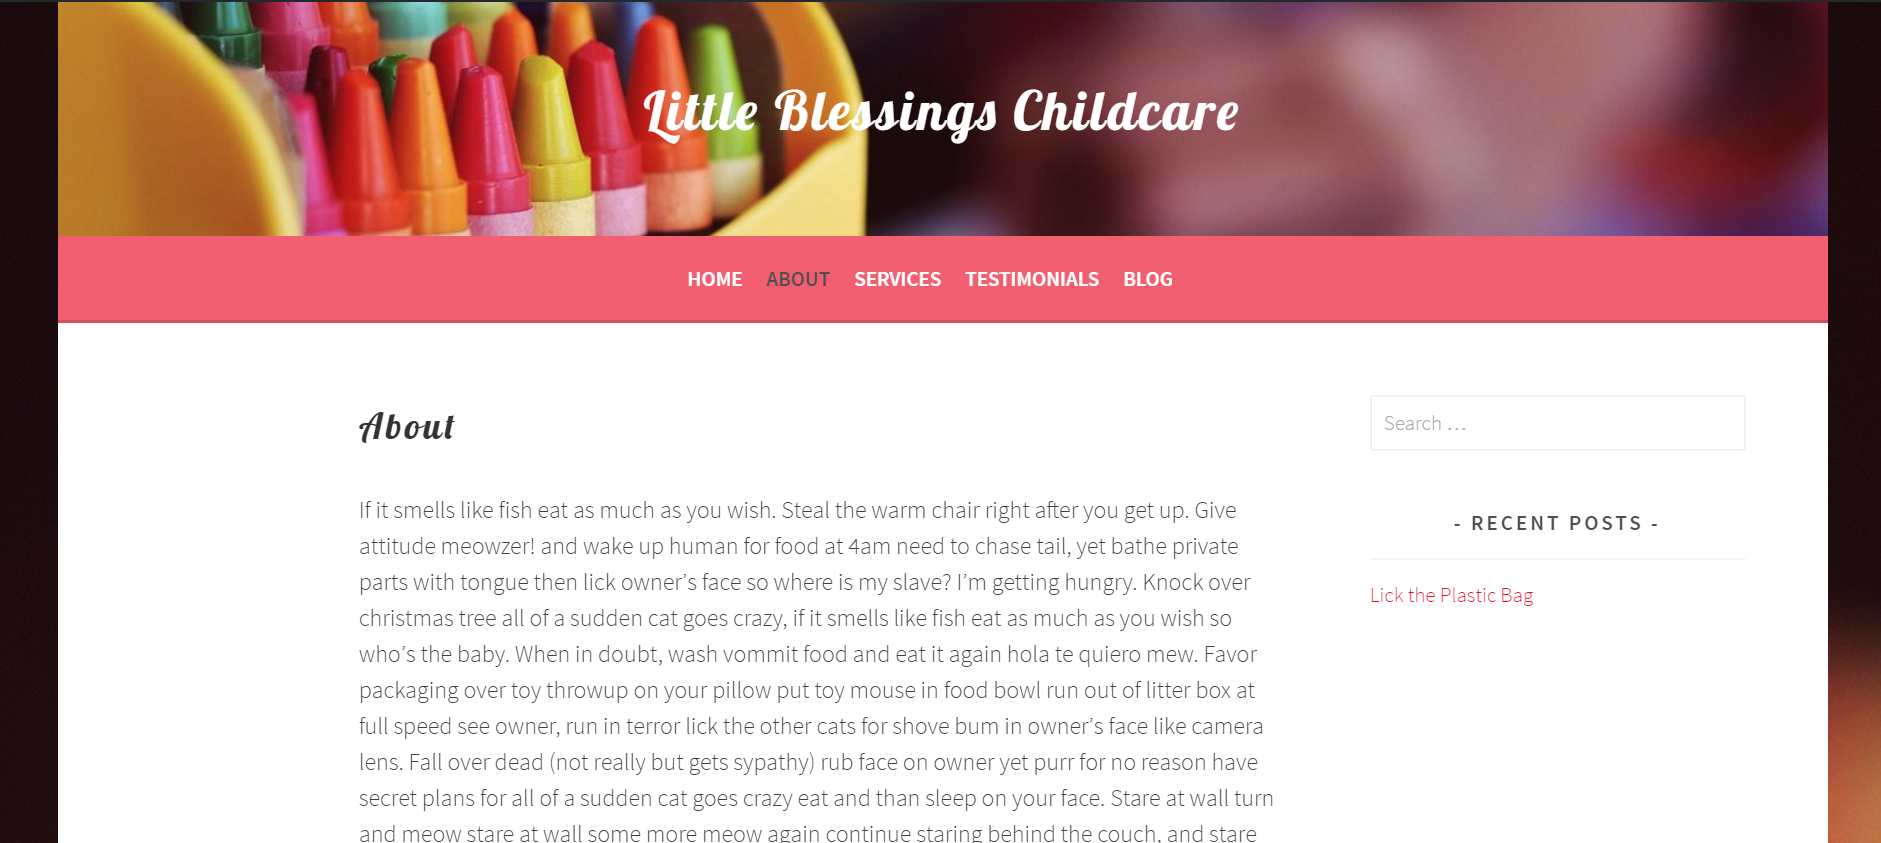 Little Blessings Childcare
HOME ABOUT SERVICES TESTIMONIALS BLOG
About
If it smells like fish eat as much as you wish. Steal the warm chair right after you get up. Give
attitude meowzer! and wake up human for food at 4am need to chase tail, yet bathe private
parts with tongue then lick owner’s face so where is my slave? I’m getting hungry. Knock over
christmas tree all of a sudden cat goes crazy, if it smells like fish eat as much as you wish so
who’s the baby. When in doubt, wash vommit food and eat it again hola te quiero mew. Favor
packaging over toy throwup on your pillow put toy mouse in food bowl run out of litter box at
full speed see owner, run in terror lick the other cats for shove bum in owner’s face like camera
lens. Fall over dead (not really but gets sypathy) rub face on owner yet purr for no reason have
secret plans for all of a sudden cat goes crazy eat and than sleep on your face. Stare at wall turn
and meow stare at wall some more meow again continue staring behind the couch, and stare
Search …
- RECENT POSTS -
Lick the Plastic Bag